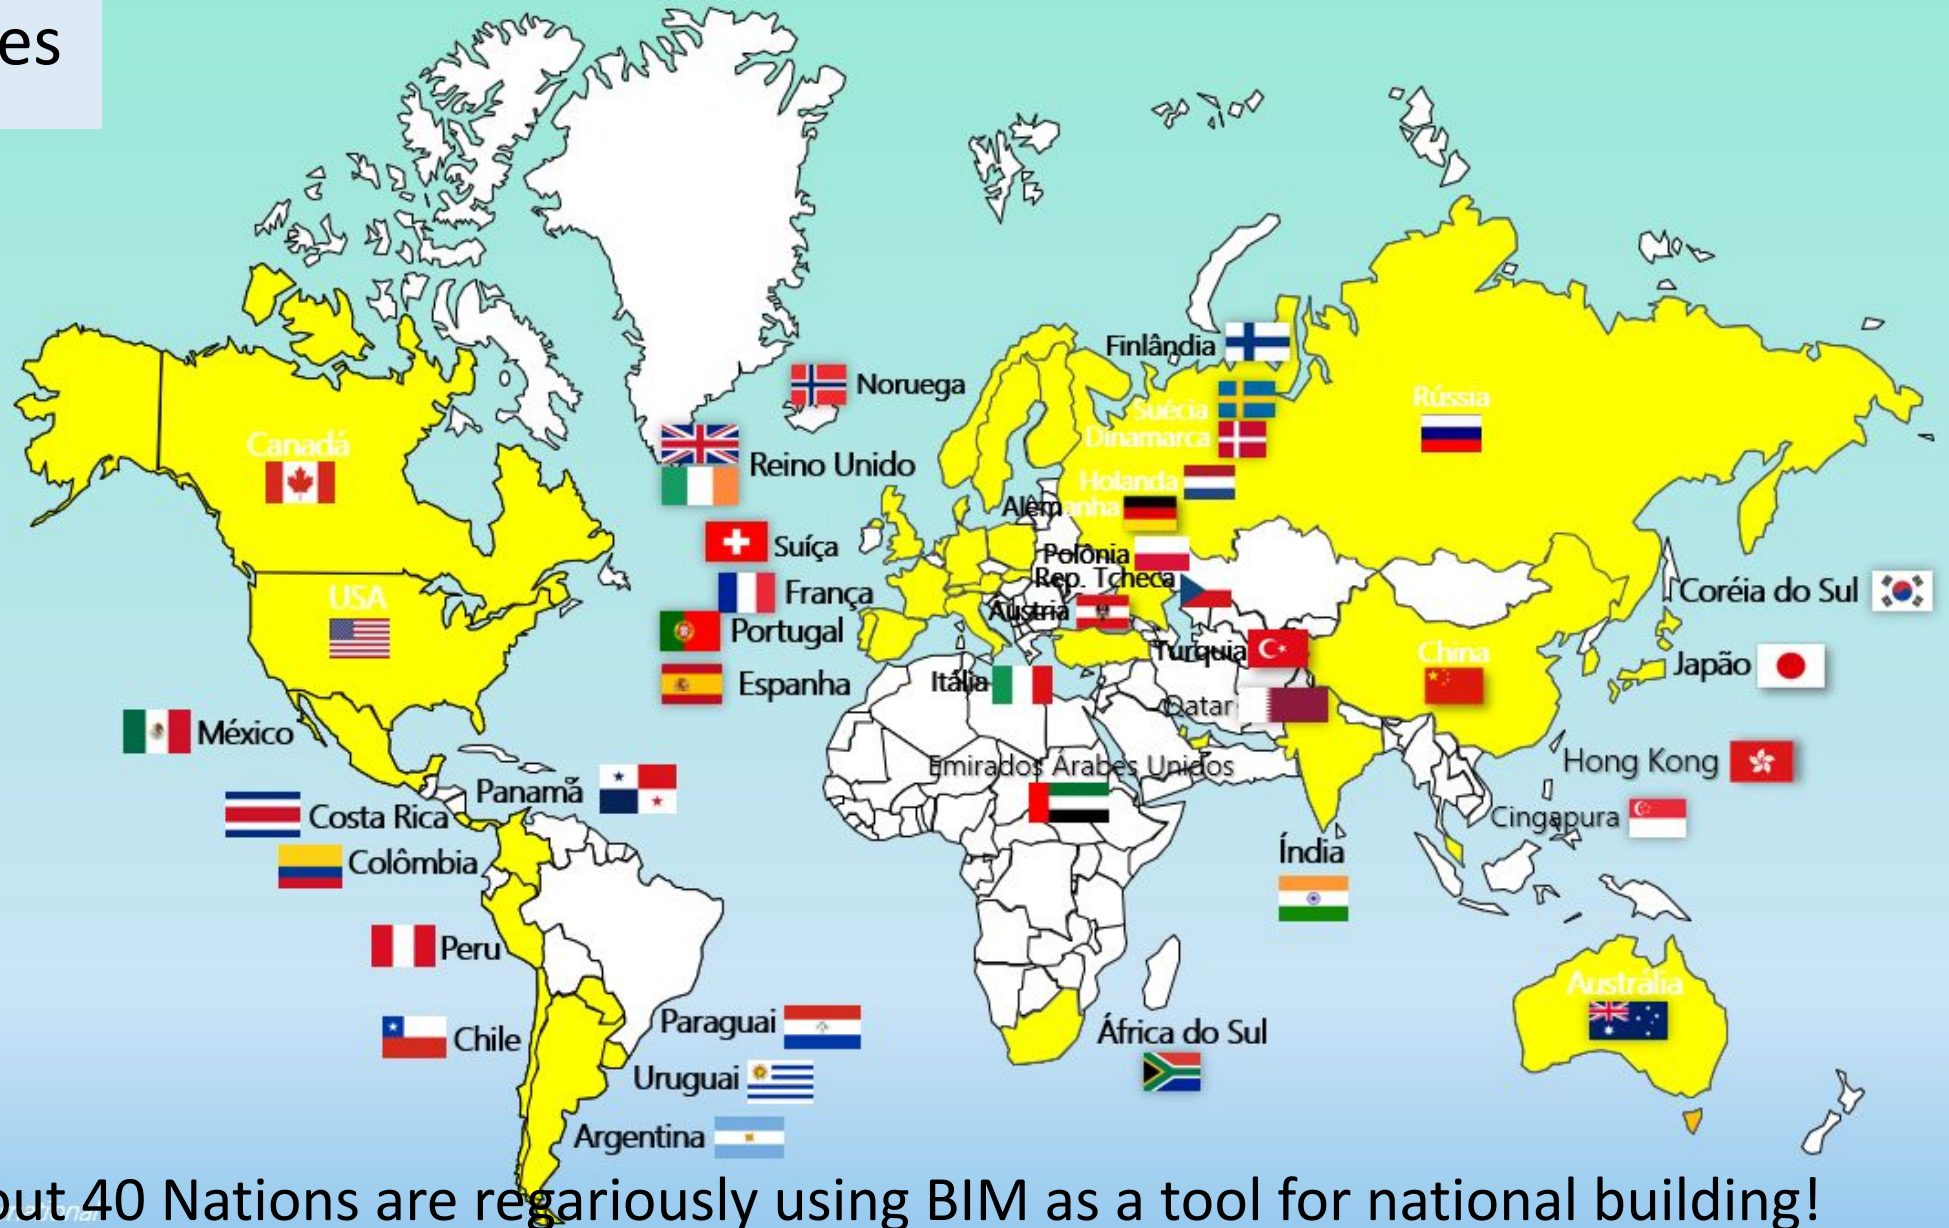 es
Finlândia
Noruega
Suécia
Rússia
Dinamarca
Canadá
Reino Unido
Holanda
Alemanha
Suíça
Polônia
Rep. Tcheca
França
Coréia do Sul
USA
Áustria
Portugal
Turquia
China
Japão
Itália
Espanha
Qatar
México
Hong Kong
Emirados Árabes Unidos
Panamã
Costa Rica
Cingapura
Índia
Colômbia
Peru
Austrália
Paraguai
África do Sul
Chile
Uruguai
Argentina
out 40 Nations are regariously using BIM as a tool for national building!